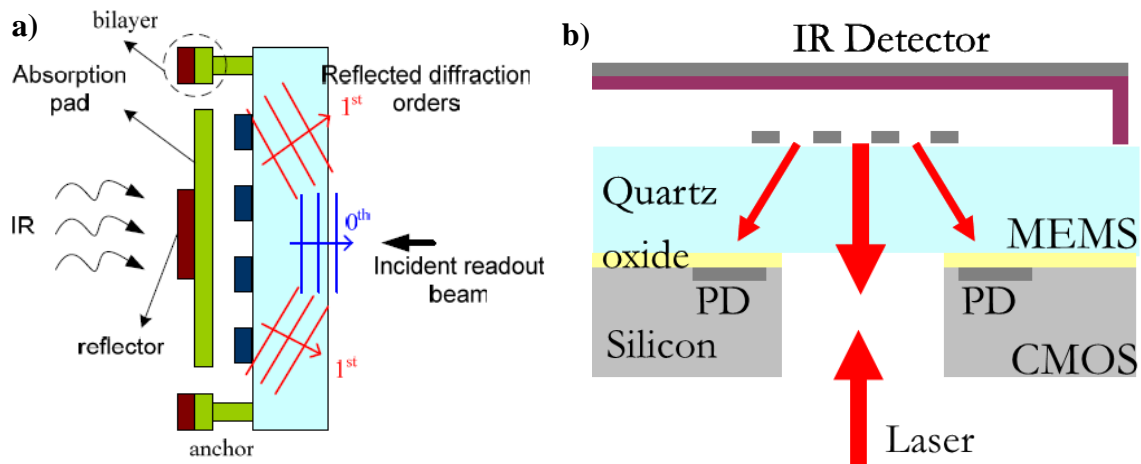 a)
bilayer
Absorption
pad
Reflected diffraction
orders
1st
IR
0th
Incident readout
beam
reflector
1st
anchor
b)
IR Detector
Quartz
oxide
MEMS
PD
PD
Silicon
CMOS
Laser